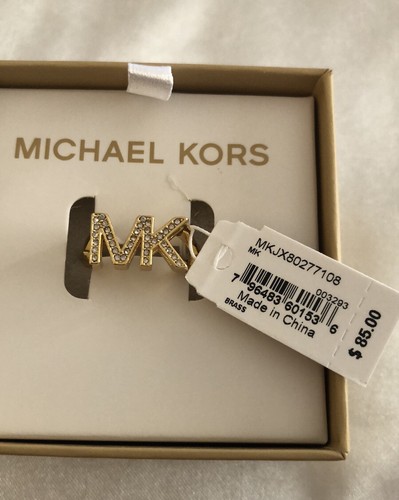 MICHAEL KORS
MK
MKJX80277108
MK
003293
7 96483 60153 6
Made in China
BRASS
$ 85.00